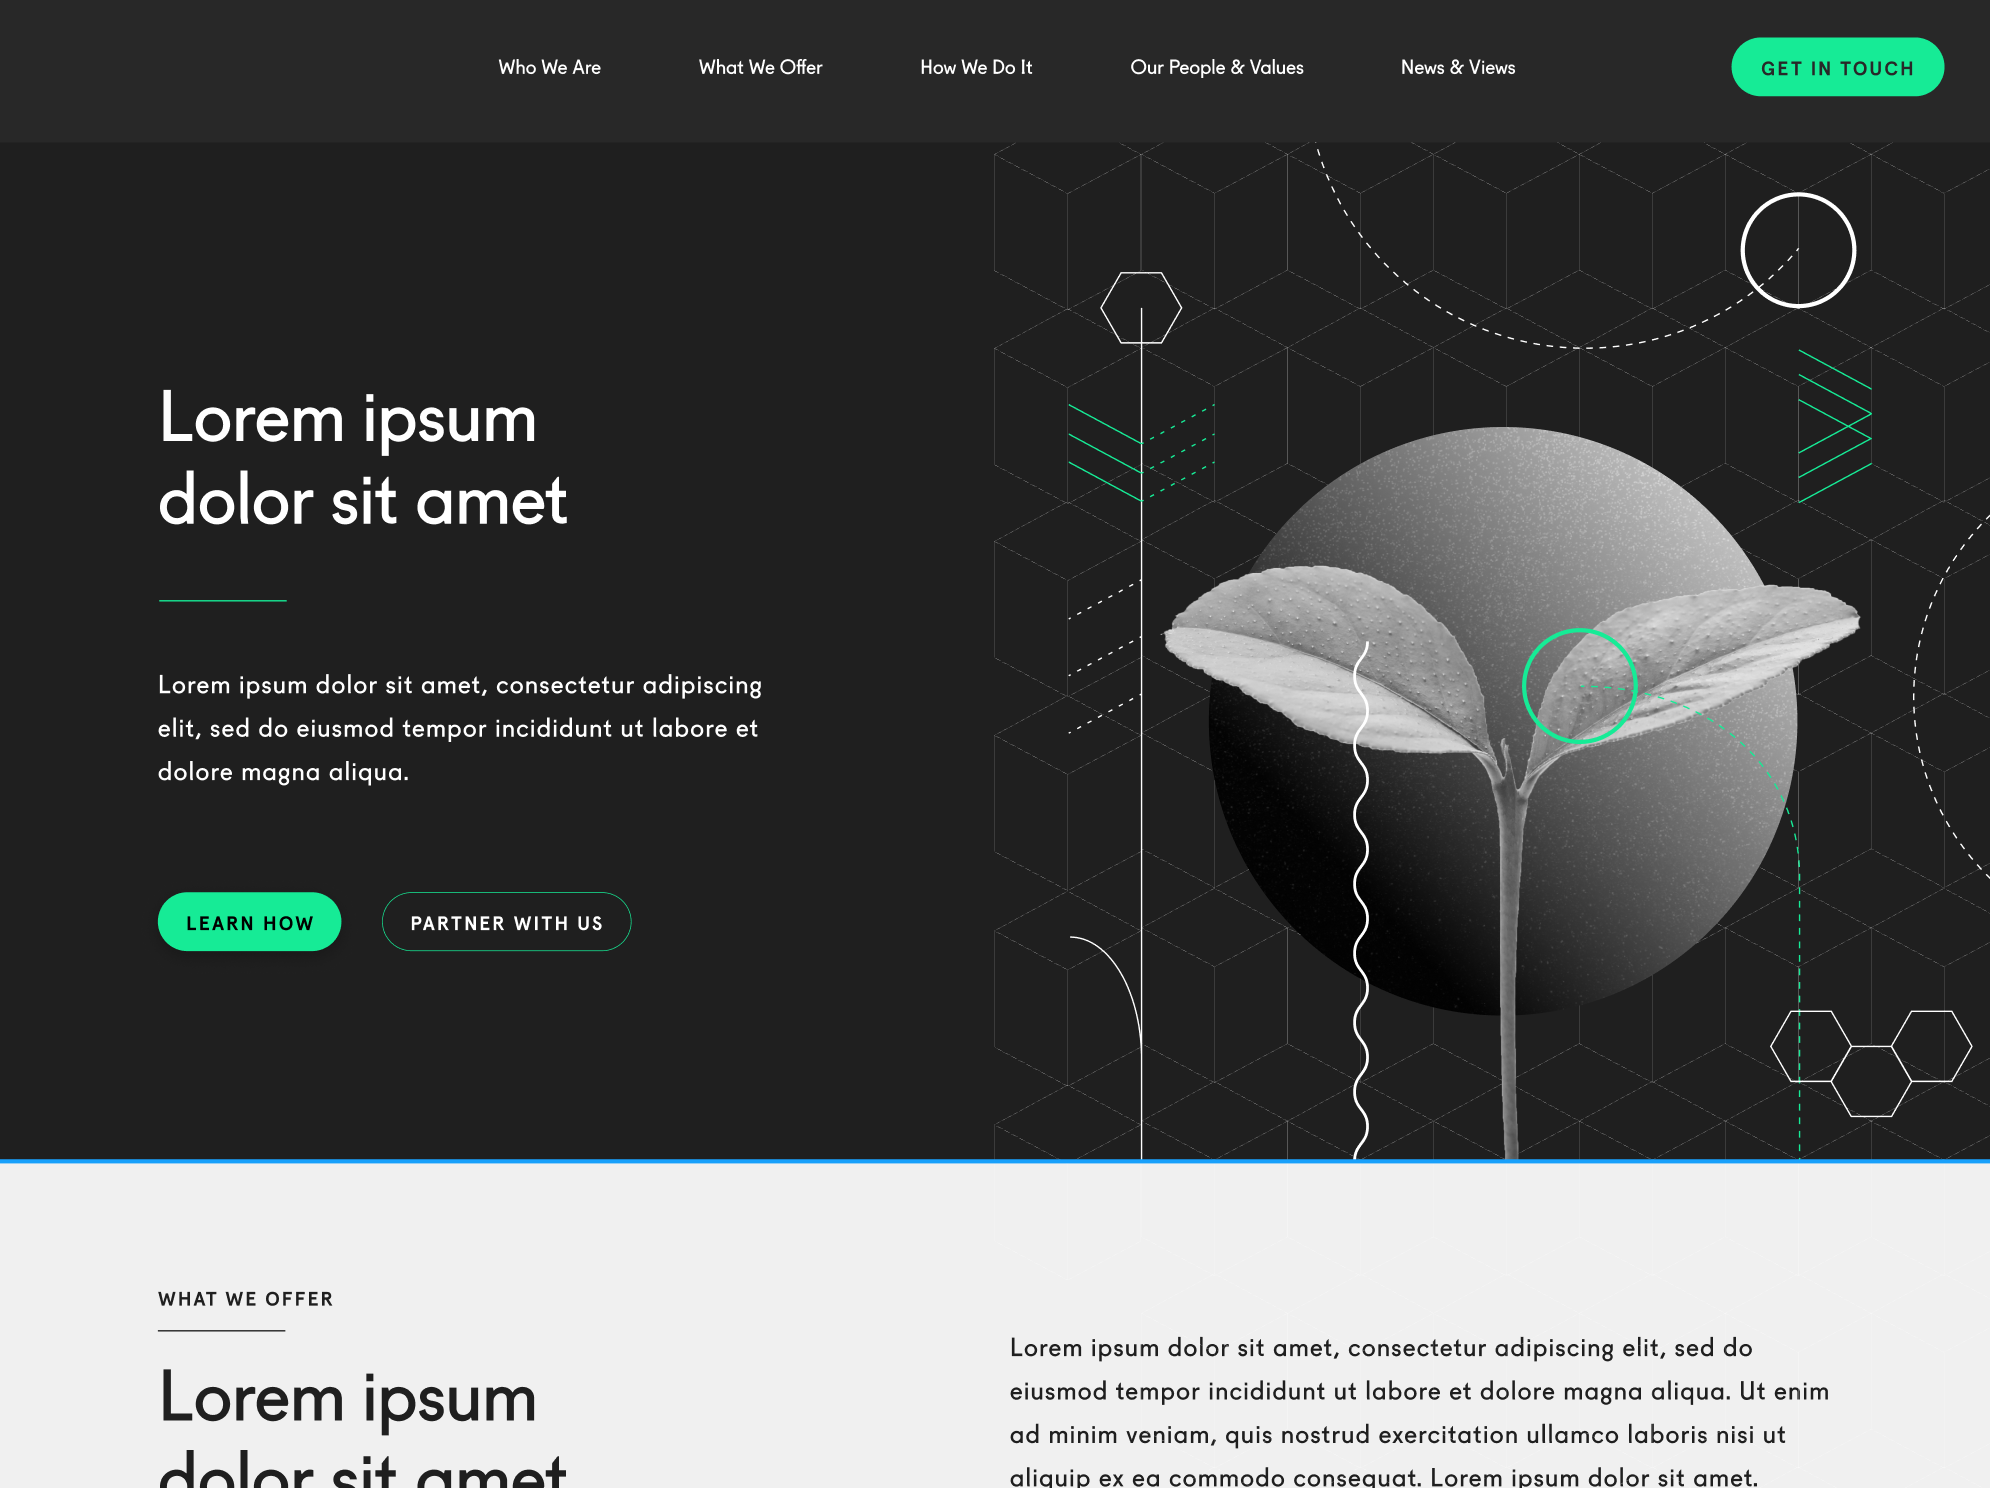 Who We Are
What We Offer
How We Do It
Our People & Values
News & Views
GET IN TOUCH
Lorem ipsum
dolor sit amet
Lorem ipsum dolor sit amet, consectetur adipiscing
elit, sed do eiusmod tempor incididunt ut labore et
dolore magna aliqua.
LEARN HOW
PARTNER WITH US
WHAT WE OFFER
Lorem ipsum
dolor sit amet
Lorem ipsum dolor sit amet, consectetur adipiscing elit, sed do
eiusmod tempor incididunt ut labore et dolore magna aliqua. Ut enim
ad minim veniam, quis nostrud exercitation ullamco laboris nisi ut
aliquip ex ea commodo consequat. Lorem ipsum dolor sit amet.